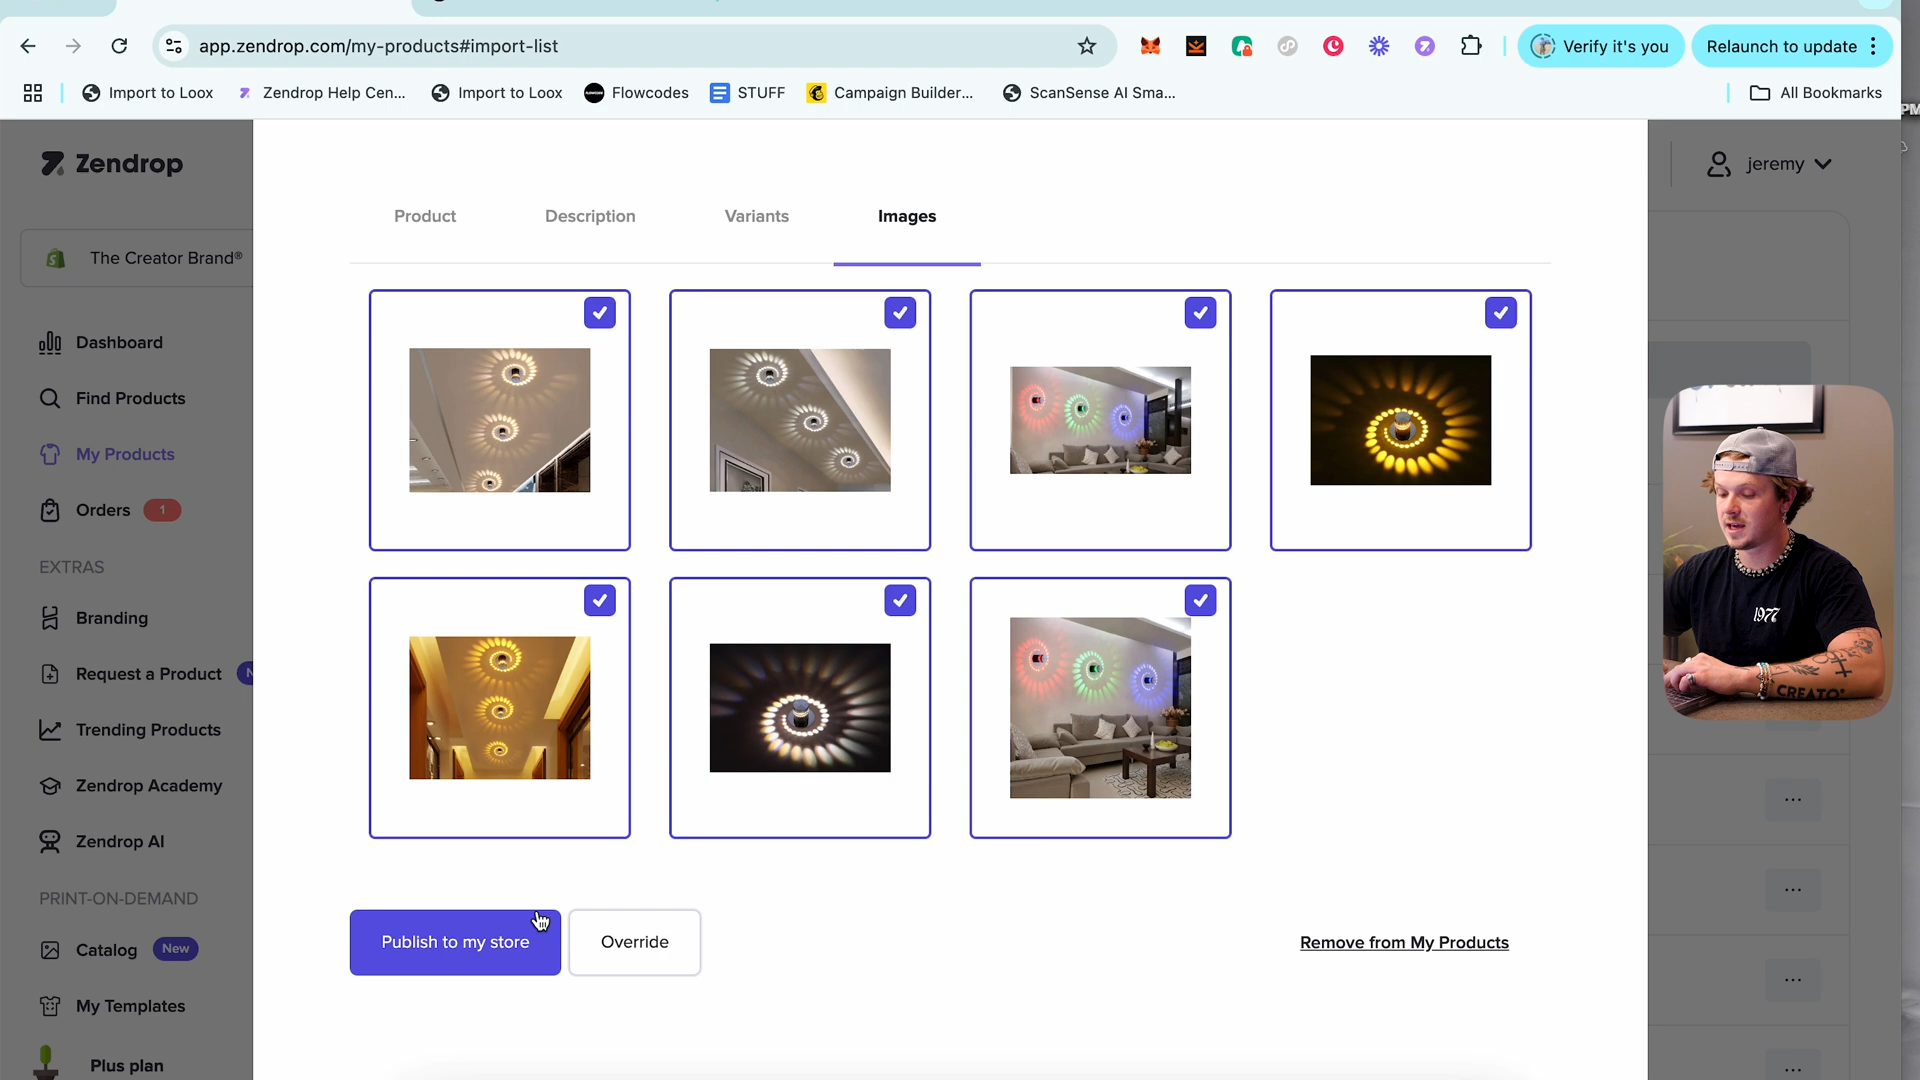 app.zendrop.com/my-products#import-list
Verify it's you
Relaunch to update
Import to Loox
Zendrop Help Cen...
Import to Loox
Flowcodes
STUFF
Campaign Builder...
ScanSense AI Sma...
All Bookmarks
PM
Zendrop
jeremy
The Creator Brand®
Product
Description
Variants
Images
Dashboard
Find Products
My Products
Orders
1
EXTRAS
Branding
Request a Product
N
Trending Products
Zendrop Academy
Zendrop AI
PRINT-ON-DEMAND
Catalog
New
My Templates
Plus plan
Publish to my store
Override
Remove from My Products
1977
CREATO